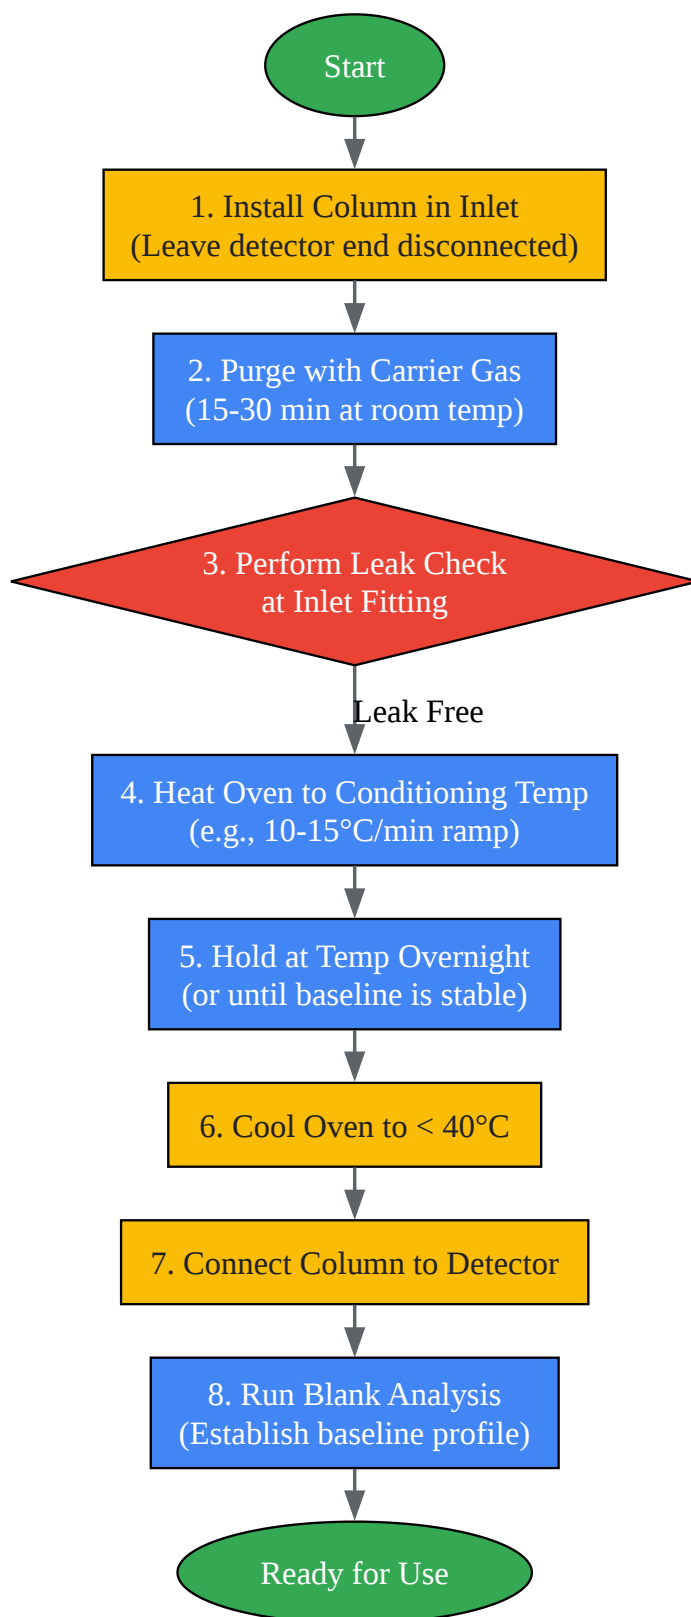 Start
1. Install Column in Inlet
(Leave detector end disconnected)
2. Purge with Carrier Gas
(15-30 min at room temp)
3. Perform Leak Check
at Inlet Fitting
Leak Free
4. Heat Oven to Conditioning Temp
(e.g., 10-15°C/min ramp)
5. Hold at Temp Overnight
(or until baseline is stable)
6. Cool Oven to < 40°C
7. Connect Column to Detector
8. Run Blank Analysis
(Establish baseline profile)
Ready for Use